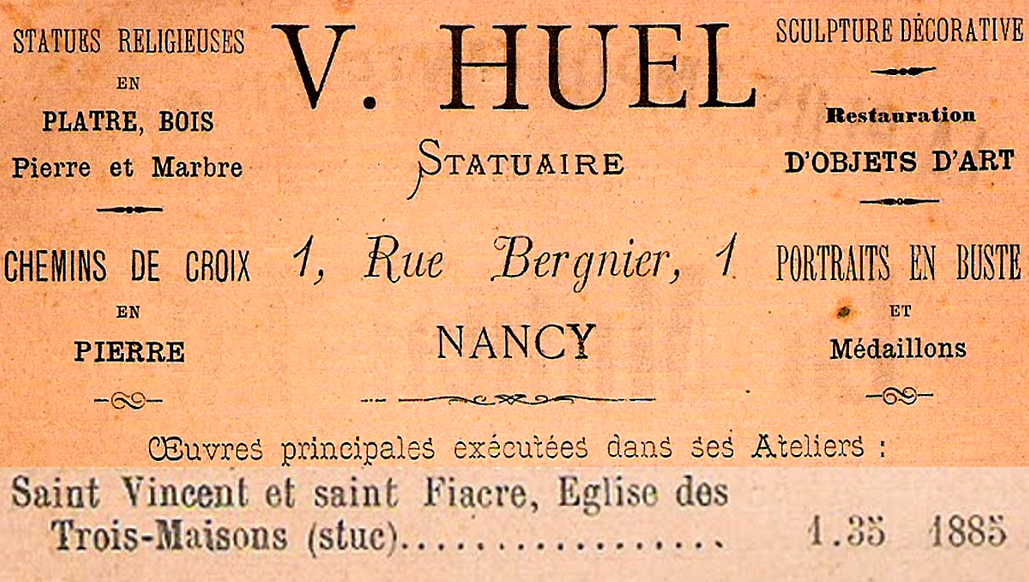 STATUES RELIGIEUSES
EN
PLATRE, BOIS
Pierre et Marbre
CHEMINS DE CROIX
EN
PIERRE
V. HUEL
STATUAIRE
1, Rue Bergnier, 1
NANCY
SCULPTURE DÉCORATIVE
Restauration
D'OBJETS D'ART
PORTRAITS EN BUSTE
ET
Médaillons
Œuvres principales exécutées dans ses Ateliers :
Saint Vincent et saint Fiacre, Eglise des
Trois-Maisons (stuc).................. 1.35 1885